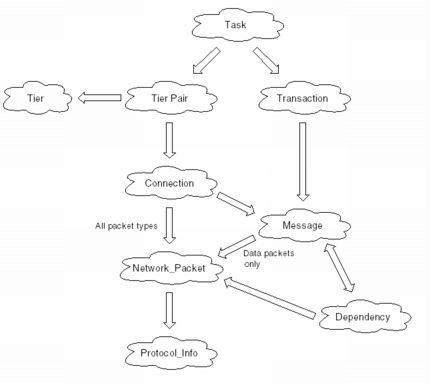 Task
Tier
Tier Pair
Transaction
Connection
All packet types
Message
Data packets
only
Network_Packet
Dependency
Protocol_Info